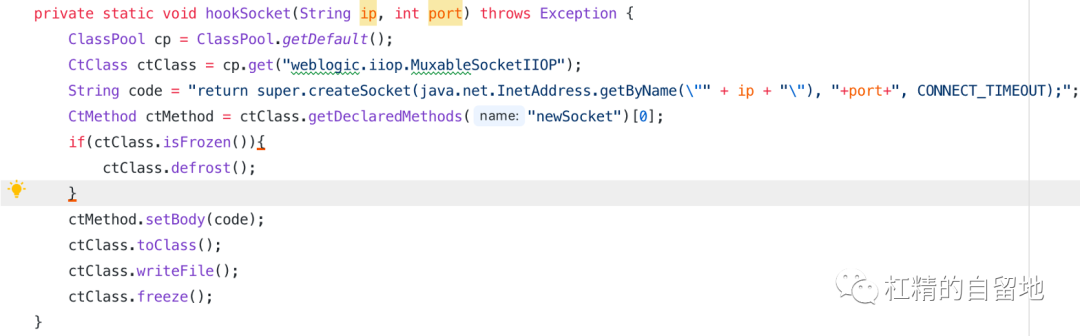 private static void hookSocket(String ip, int port) throws Exception {
ClassPool cp = ClassPool.getDefault();
CtClass ctClass = cp.get("weblogic.iiop.MuxableSocketIIOP");
String code = "return super.createSocket(java.net.InetAddress.getByName(\"" + ip + "\"), "+port+", CONNECT_TIMEOUT);";
CtMethod ctMethod = ctClass.getDeclaredMethods( name: "newSocket")[0];
if(ctClass.isFrozen()){
ctClass.defrost();
}
ctMethod.setBody(code);
ctClass.toClass();
ctClass.writeFile();
ctClass.freeze();
}
杠精的自留地